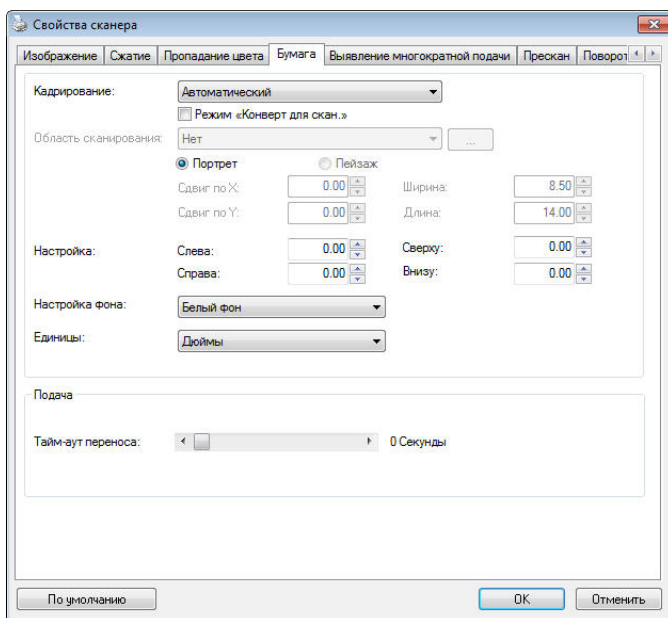 Свойства сканера
Изображение Сжатие Пропадание цвета Бумага Выявление многократной подачи Прескан Поворот
Кадрирование: Автоматический
Режим «Конверт для скан.»
Область сканирования: Нет ...
Портрет Пейзаж
Сдвиг по X: 0.00 Ширина: 8.50
Сдвиг по Y: 0.00 Длина: 14.00
Настройка: Слева: 0.00 Сверху: 0.00
Справа: 0.00 Внизу: 0.00
Настройка фона: Белый фон
Единицы: Дюймы
Подача
Тайм-аут переноса: 0 Секунды
По умолчанию OK Отменить